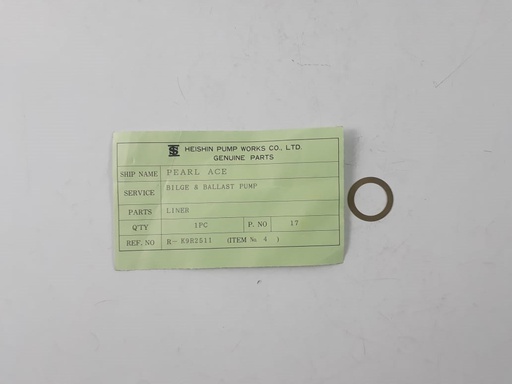 HEISHIN PUMP WORKS CO., LTD.
GENUINE PARTS
SHIP NAME PEARL ACE
SERVICE BILGE & BALLAST PUMP
PARTS LINER
Q'TY 1PC P. NO 17
REF, NO R- K9R2511 (ITEM № 4 )